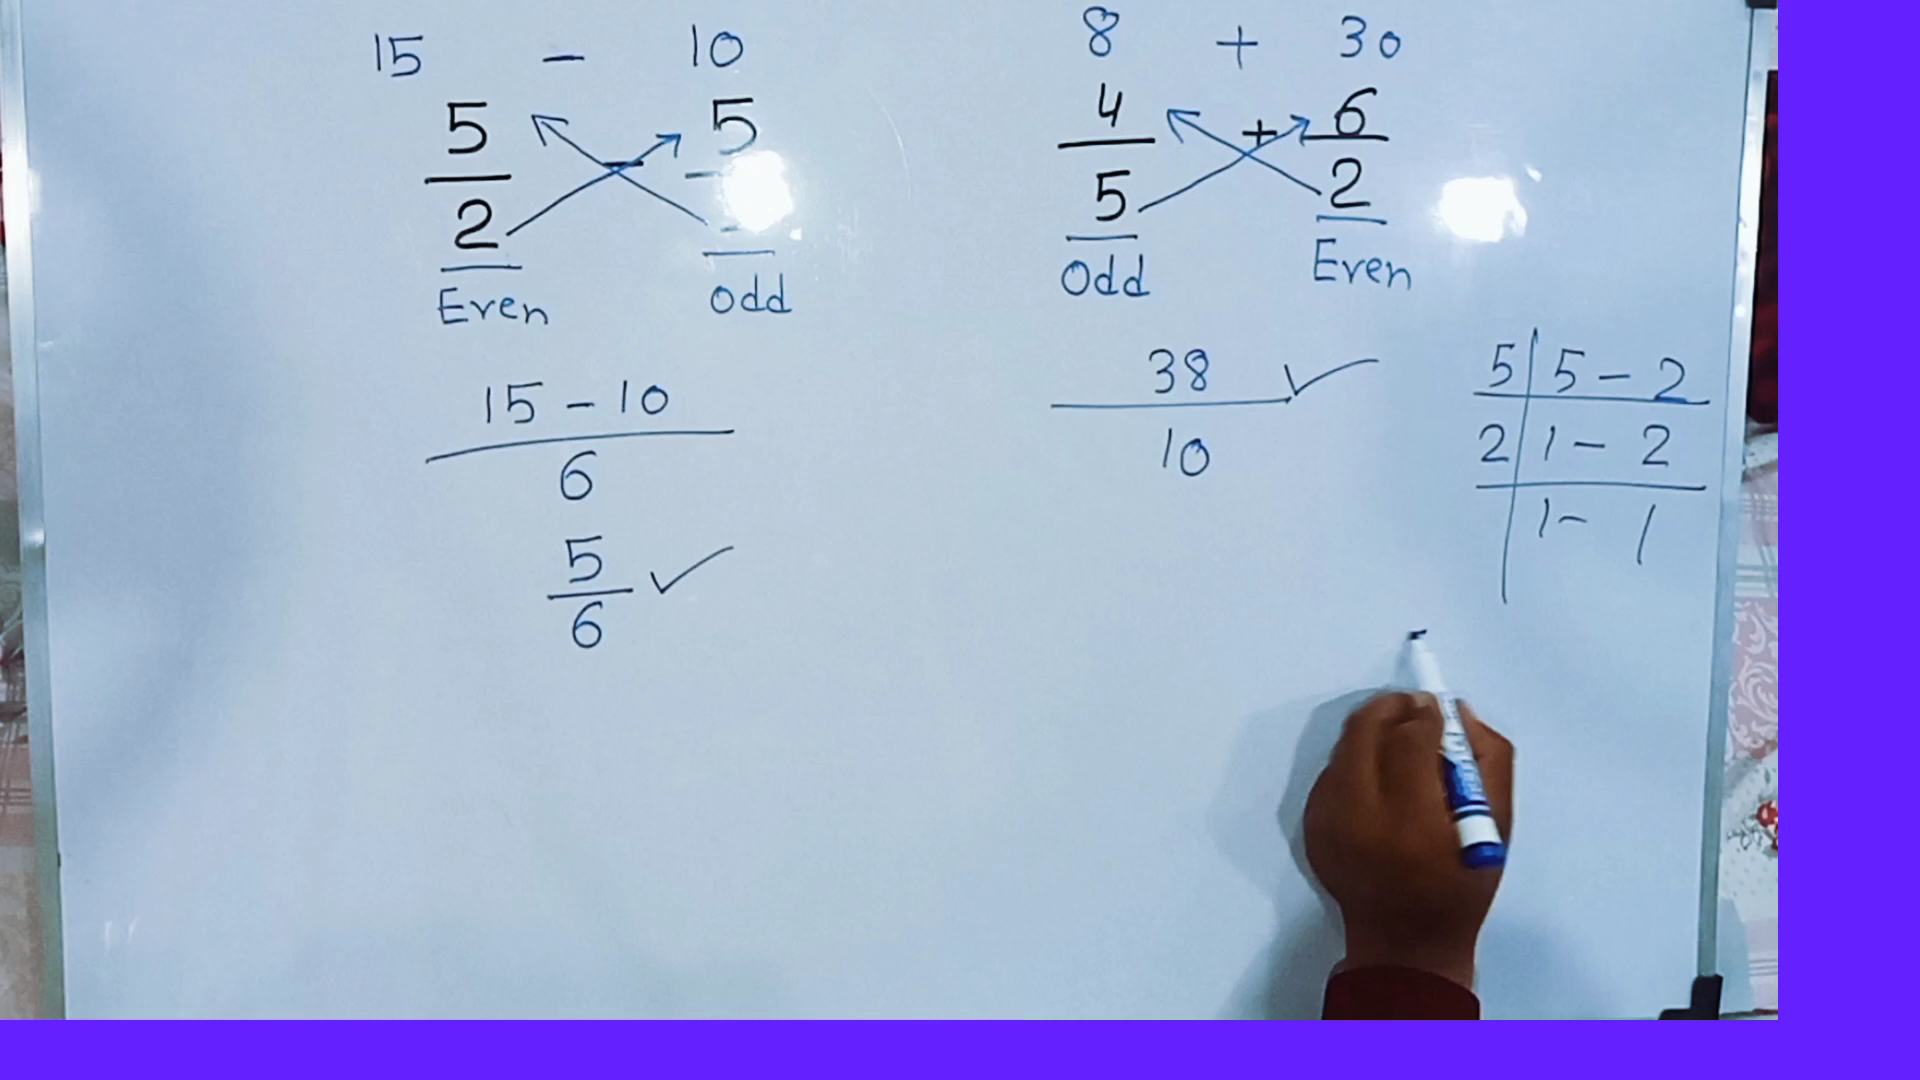 15 - 10
5 - 5
2
Even Odd
15 - 10
6
5
6
8 + 30
4 + 6
5 2
Odd Even
38
10
5 5 - 2
2 1 - 2
1 - 1